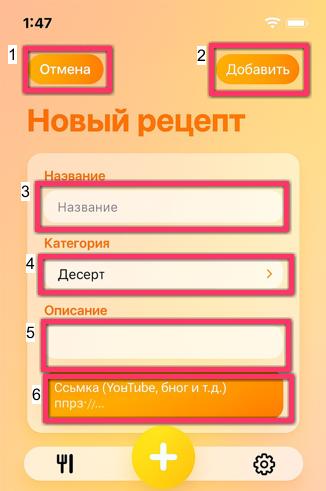 1:47
1
Отмена
2
Добавить
Новый рецепт
Название
3
Название
Категория
4
Десерт
Описание
5
6
Ссьмка (YouTube, бног и т.д.)
ппрз://...